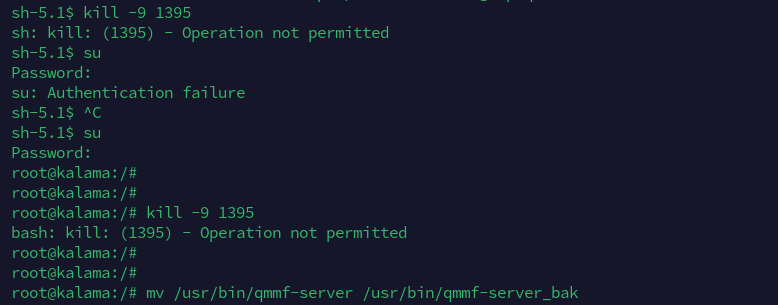 sh-5.1$ kill -9 1395
sh: kill: (1395) - Operation not permitted
sh-5.1$ su
Password:
su: Authentication failure
sh-5.1$ ^C
sh-5.1$ su
Password:
root@kalama:/#
root@kalama:/#
root@kalama:/# kill -9 1395
bash: kill: (1395) - Operation not permitted
root@kalama:/#
root@kalama:/#
root@kalama:/# mv /usr/bin/qmmf-server /usr/bin/qmmf-server_bak